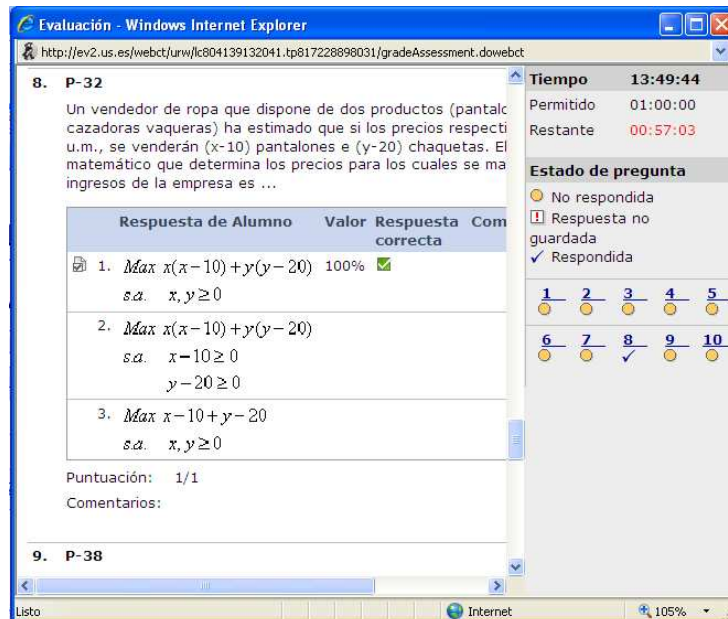 Evaluación - Windows Internet Explorer
http://ev2.us.es/webct/urw/lc804139132041.tp817228898031/gradeAssessment.dowebct
8. P-32
Un vendedor de ropa que dispone de dos productos (pantalo
cazadoras vaqueras) ha estimado que si los precios respecti
u.m., se venderán (x-10) pantalones e (y-20) chaquetas. El
matemático que determina los precios para los cuales se ma
ingresos de la empresa es ...
Respuesta de Alumno Valor Respuesta correcta Com
1. Max x(x-10)+y(y-20) 100%
s.a. x,y≥0
2. Max x(x-10)+y(y-20)
s.a. x-10≥0
y-20≥0
3. Max x-10+y-20
s.a. x,y≥0
Puntuación: 1/1
Comentarios:
9. P-38
Tiempo 13:49:44
Permitido 01:00:00
Restante 00:57:03
Estado de pregunta
No respondida
Respuesta no
guardada
Respondida
1 2 3 4 5
6 7 8 9 10
Listo Internet 105%